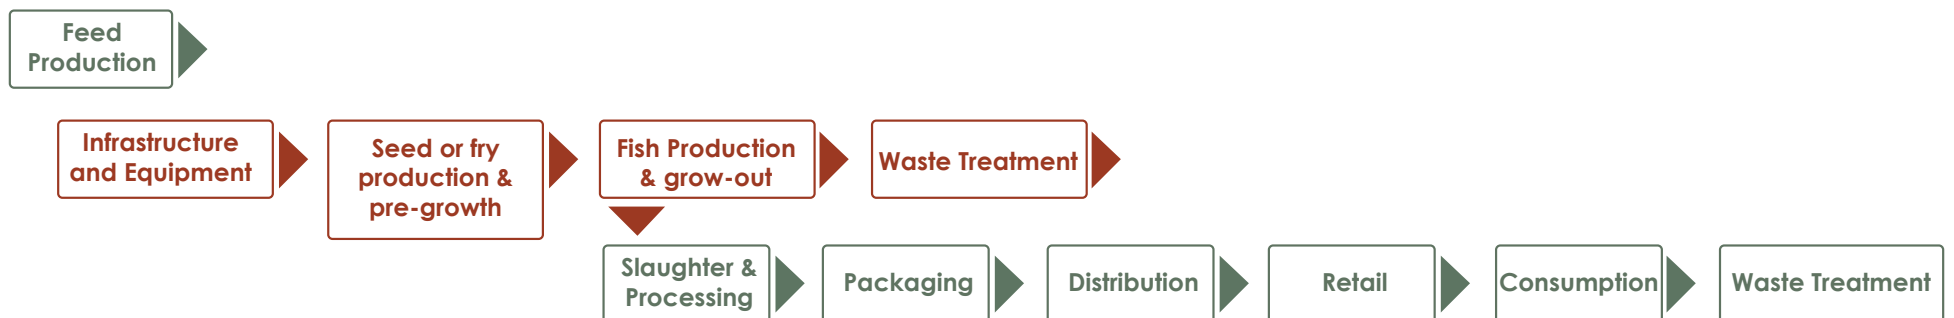 Feed
Production
Infrastructure
and Equipment
Seed or fry
production &
pre-growth
Fish Production
& grow-out
Waste Treatment
Slaughter &
Processing
Packaging
Distribution
Retail
Consumption
Waste Treatment